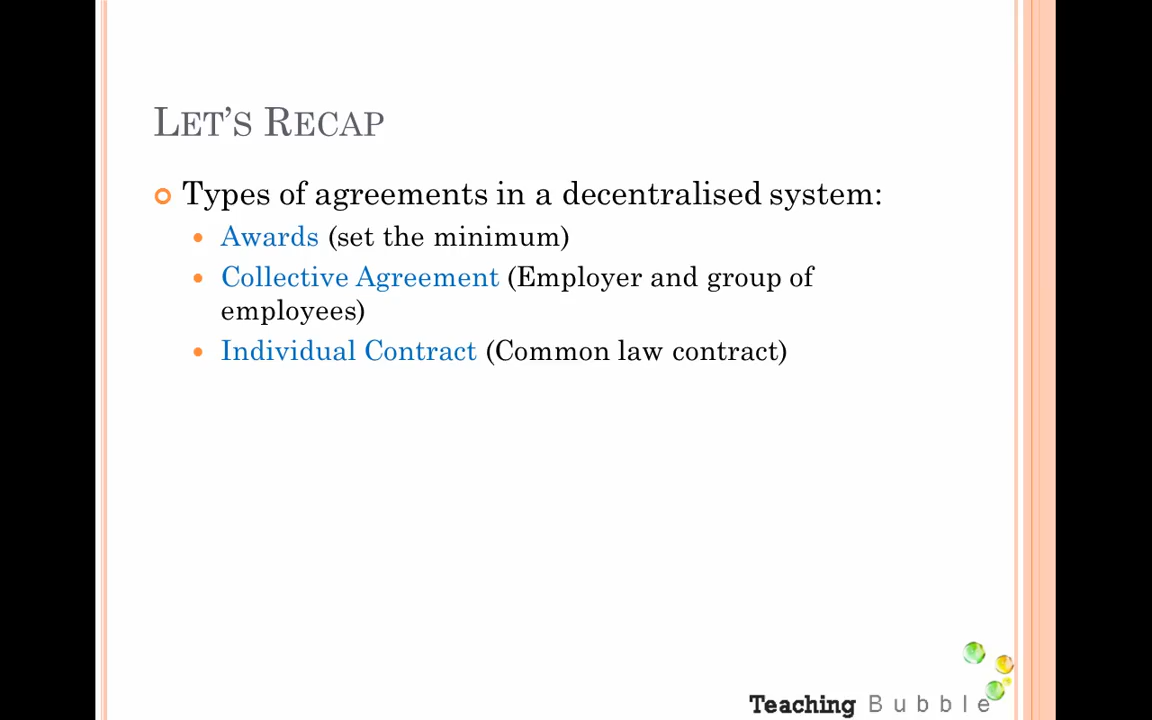 LET'S RECAP
Types of agreements in a decentralised system:
Awards (set the minimum)
Collective Agreement (Employer and group of
employees)
Individual Contract (Common law contract)
Teaching Bubble